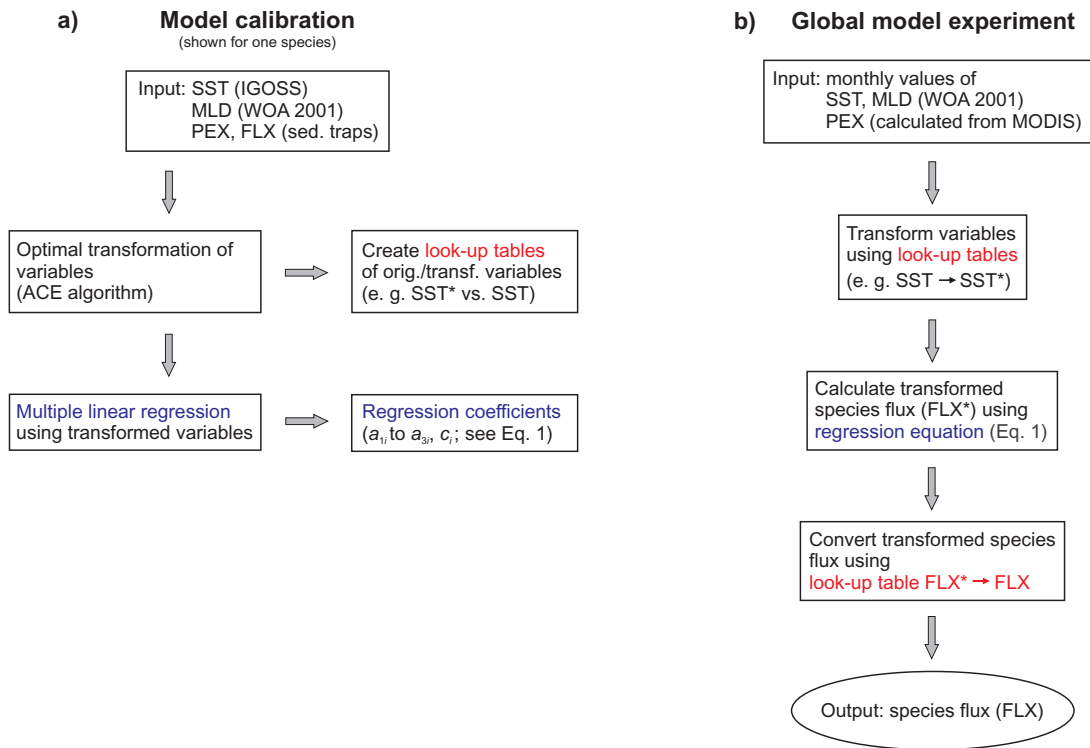 a) Model calibration
(shown for one species)
Input: SST (IGOSS)
MLD (WOA 2001)
PEX, FLX (sed. traps)
Optimal transformation of
variables
(ACE algorithm)
Create look-up tables
of orig./transf. variables
(e. g. SST* vs. SST)
Multiple linear regression
using transformed variables
Regression coefficients
(a1i to a3i, ci; see Eq. 1)
b) Global model experiment
Input: monthly values of
SST, MLD (WOA 2001)
PEX (calculated from MODIS)
Transform variables
using look-up tables
(e. g. SST → SST*)
Calculate transformed
species flux (FLX*) using
regression equation (Eq. 1)
Convert transformed species
flux using
look-up table FLX* → FLX
Output: species flux (FLX)